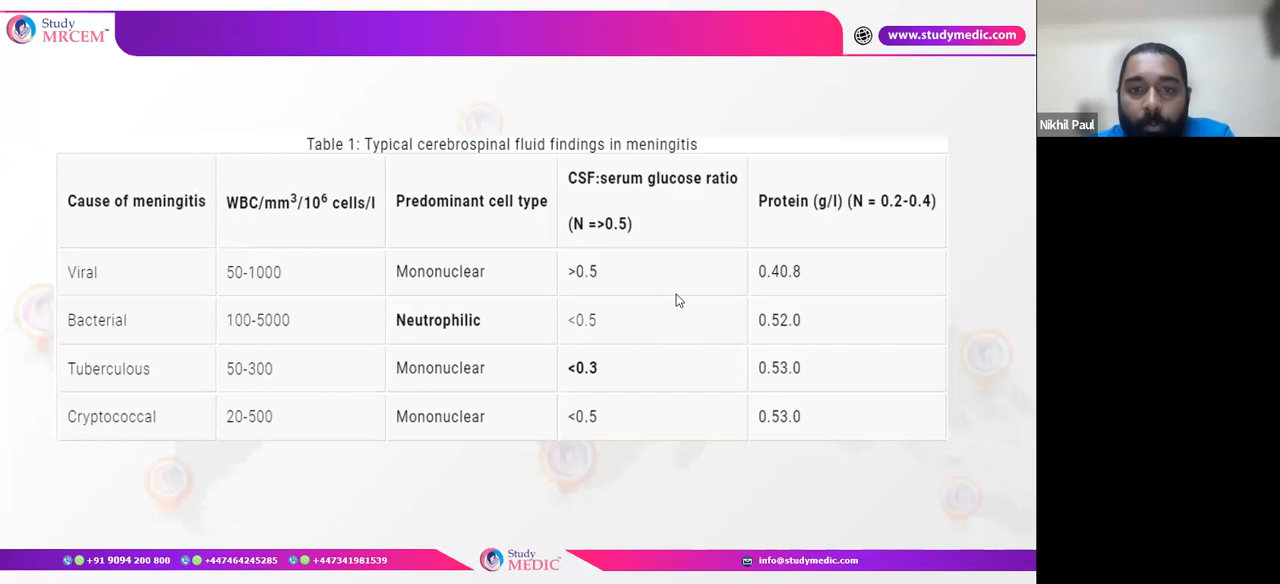 Study
MRCEM™
www.studymedic.com
Nikhil Paul
Table 1: Typical cerebrospinal fluid findings in meningitis
Cause of meningitis WBC/mm³/10⁶ cells/l Predominant cell type CSF:serum glucose ratio (N =>0.5) Protein (g/l) (N = 0.2-0.4)
Viral 50-1000 Mononuclear >0.5 0.40.8
Bacterial 100-5000 Neutrophilic <0.5 0.52.0
Tuberculous 50-300 Mononuclear <0.3 0.53.0
Cryptococcal 20-500 Mononuclear <0.5 0.53.0
+91 9094 200 800 +447464245285 +447341981539
Study
MEDIC™
info@studymedic.com